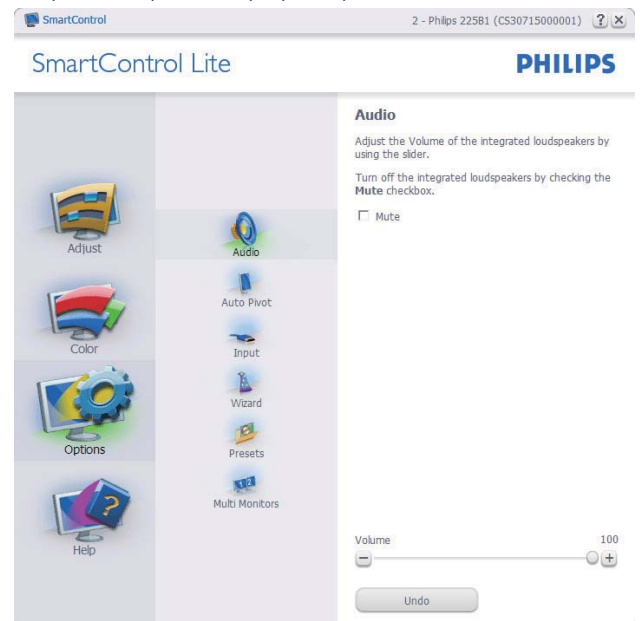 SmartControl
2 - Philips 225B1 (CS30715000001)
SmartControl Lite
PHILIPS
Adjust
Color
Options
Help
Audio
Auto Pivot
Input
Wizard
Presets
Multi Monitors
Audio
Adjust the Volume of the integrated loudspeakers by
using the slider.
Turn off the integrated loudspeakers by checking the
Mute checkbox.
Mute
Volume 100
Undo